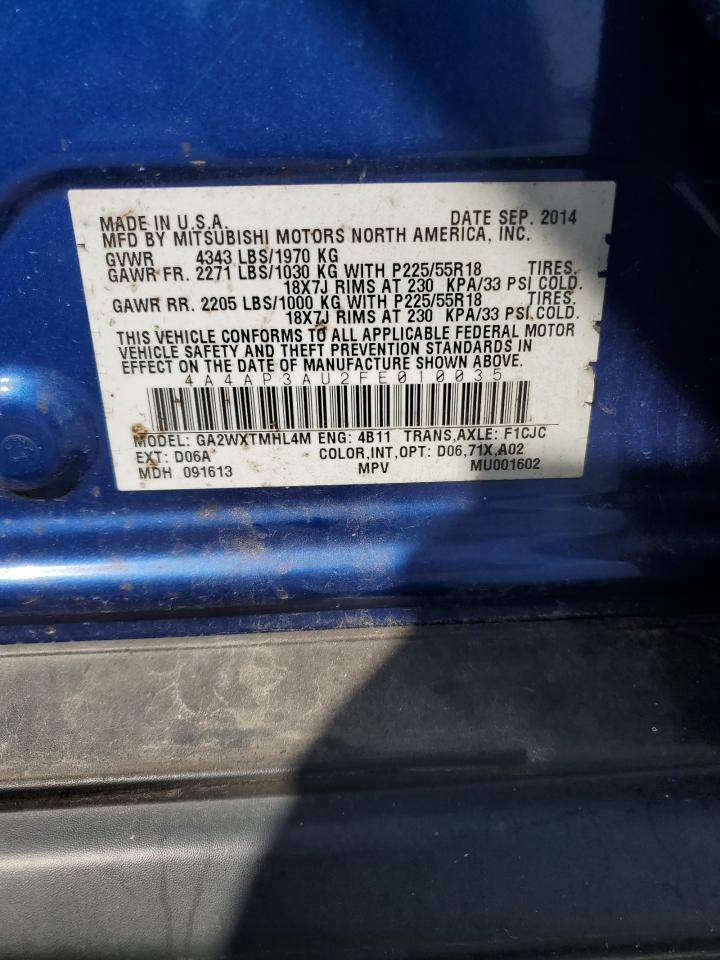 MADE IN U.S.A. DATE SEP. 2014
MFD BY MITSUBISHI MOTORS NORTH AMERICA, INC.
GVWR 4343 LBS/1970 KG
GAWR FR. 2271 LBS/1030 KG WITH P225/55R18 TIRES.
18X7J RIMS AT 230 KPA/33 PSI COLD.
GAWR RR. 2205 LBS/1000 KG WITH P225/55R18 TIRES.
18X7J RIMS AT 230 KPA/33 PSI COLD.
THIS VEHICLE CONFORMS TO ALL APPLICABLE FEDERAL MOTOR
VEHICLE SAFETY AND THEFT PREVENTION STANDARDS IN
EFFECT ON THE DATE OF MANUFACTURE SHOWN ABOVE.
4A4AP3AU2FE010035
MODEL: GA2WXTMHL4M ENG: 4B11 TRANS,AXLE: F1CJC
EXT: D06A COLOR,INT,OPT: D06,71X,A02
MDH 091613 MPV MU001602